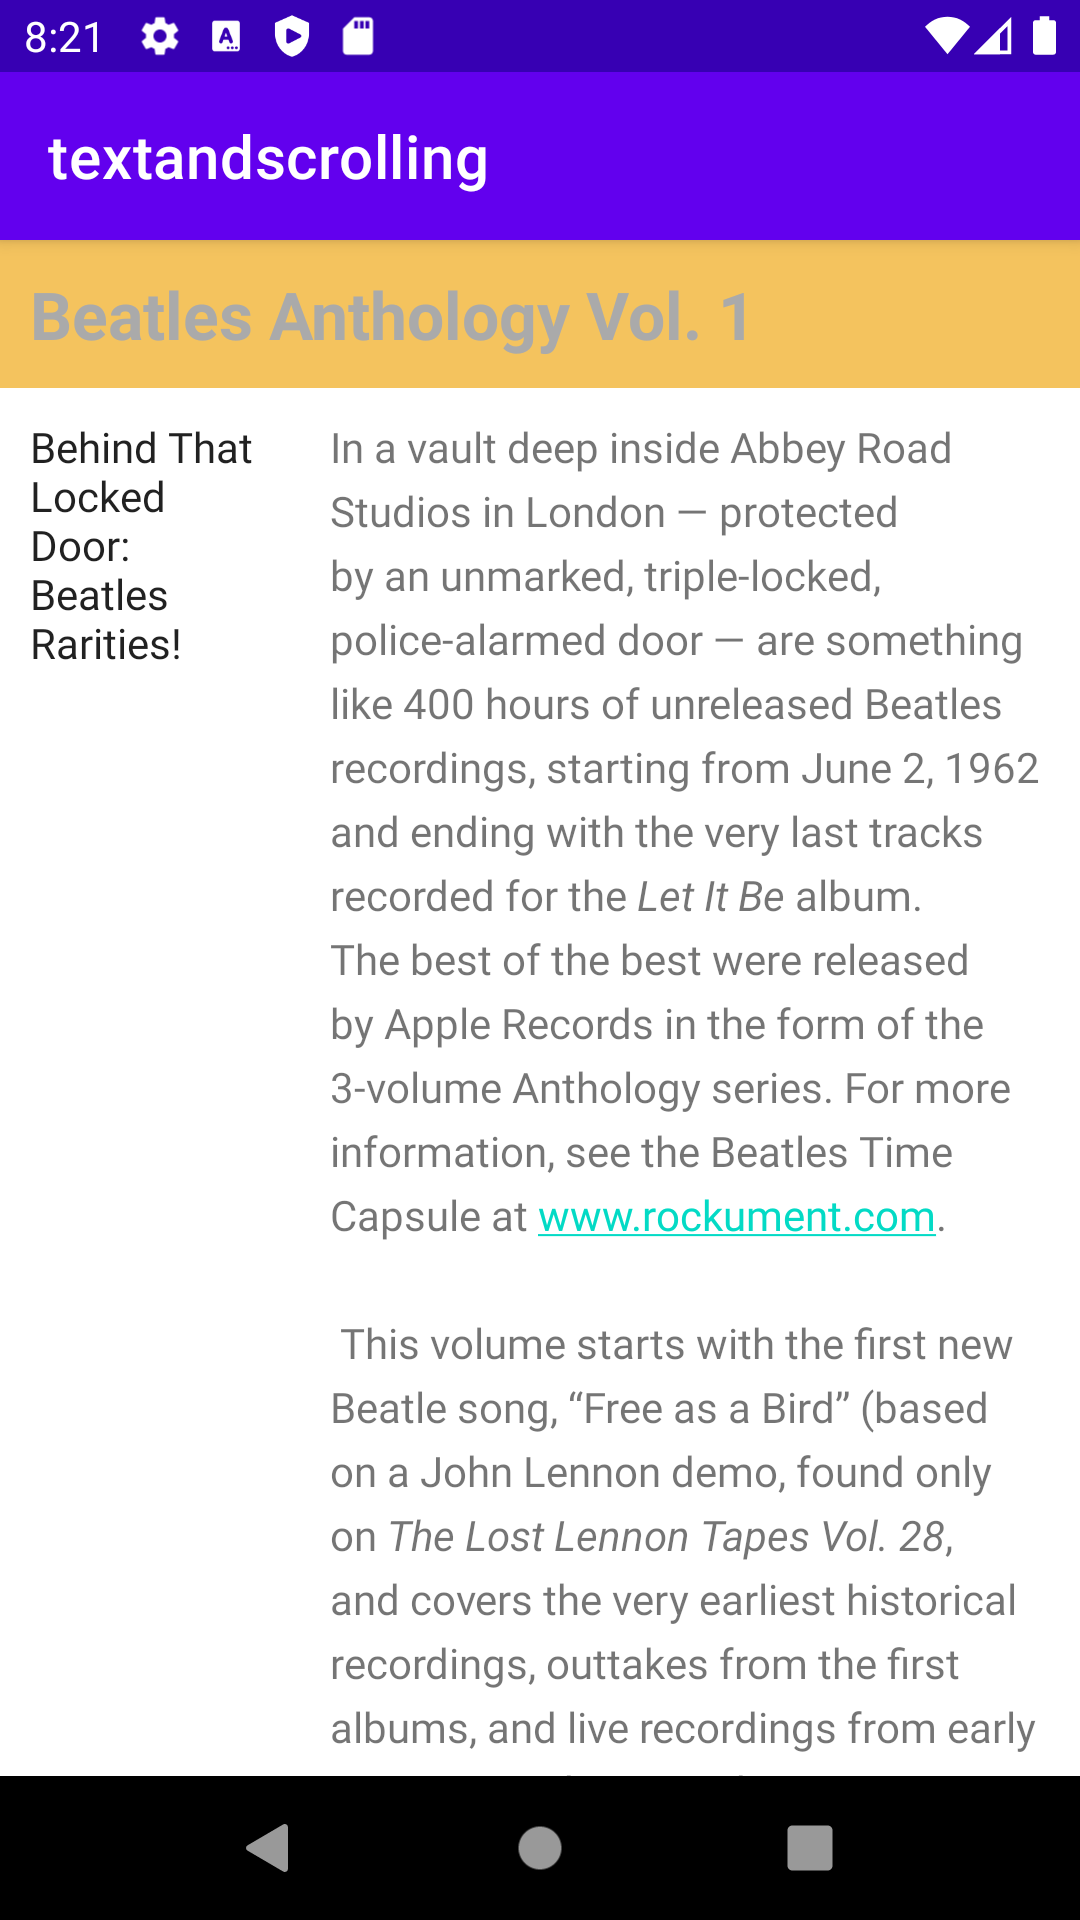 8:21
textandscrolling
Beatles Anthology Vol. 1
Behind That
Locked
Door:
Beatles
Rarities!
In a vault deep inside Abbey Road
Studios in London — protected
by an unmarked, triple-locked,
police-alarmed door — are something
like 400 hours of unreleased Beatles
recordings, starting from June 2, 1962
and ending with the very last tracks
recorded for the Let It Be album.
The best of the best were released
by Apple Records in the form of the
3-volume Anthology series. For more
information, see the Beatles Time
Capsule at www.rockument.com.
This volume starts with the first new
Beatle song, “Free as a Bird” (based
on a John Lennon demo, found only
on The Lost Lennon Tapes Vol. 28,
and covers the very earliest historical
recordings, outtakes from the first
albums, and live recordings from early